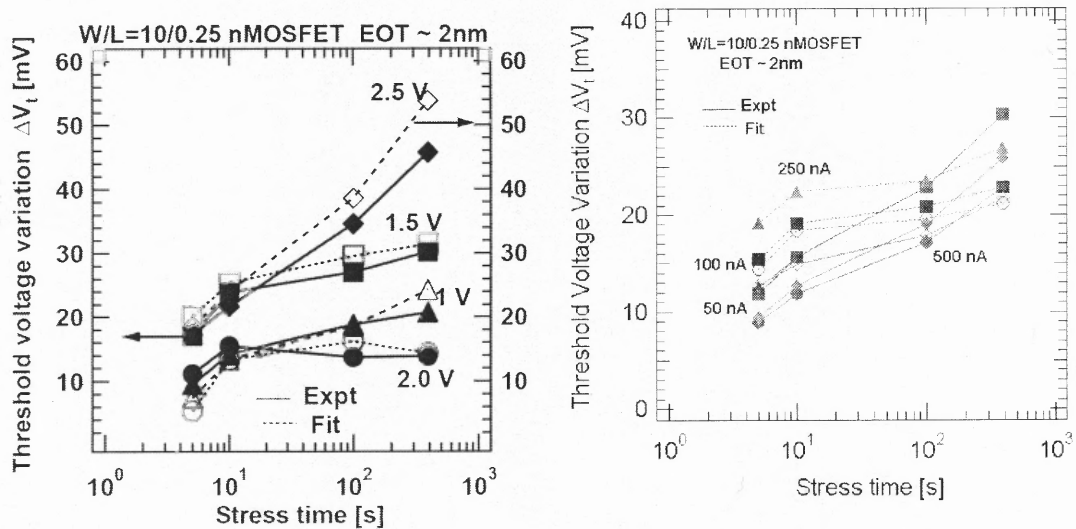 W/L=10/0.25 nMOSFET EOT ~ 2nm
Threshold voltage variation ΔVt [mV]
60
50
40
30
20
10
2.5 V
1.5 V
1 V
2.0 V
Expt
Fit
60
50
40
30
20
10
10^0
10^1
10^2
10^3
Stress time [s]
Threshold Voltage Variation ΔVt [mV]
40
30
20
10
0
W/L=10/0.25 nMOSFET
EOT ~ 2nm
Expt
Fit
250 nA
100 nA
50 nA
500 nA
10^0
10^1
10^2
10^3
Stress time [s]